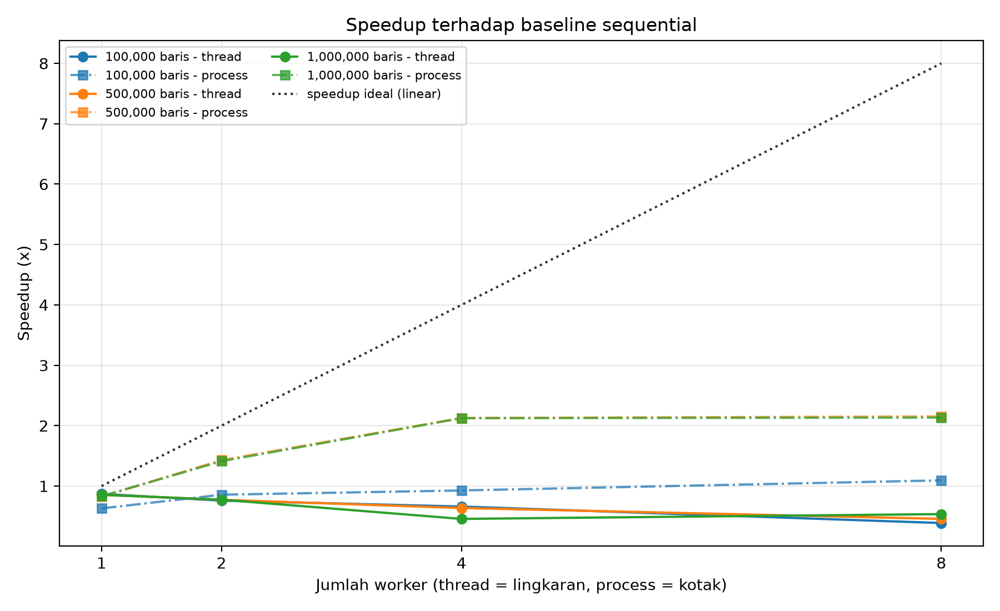 Speedup terhadap baseline sequential
100,000 baris - thread
100,000 baris - process
500,000 baris - thread
500,000 baris - process
1,000,000 baris - thread
1,000,000 baris - process
speedup ideal (linear)
Speedup (x)
8
7
6
5
4
3
2
1
1 2 4 8
Jumlah worker (thread = lingkaran, process = kotak)